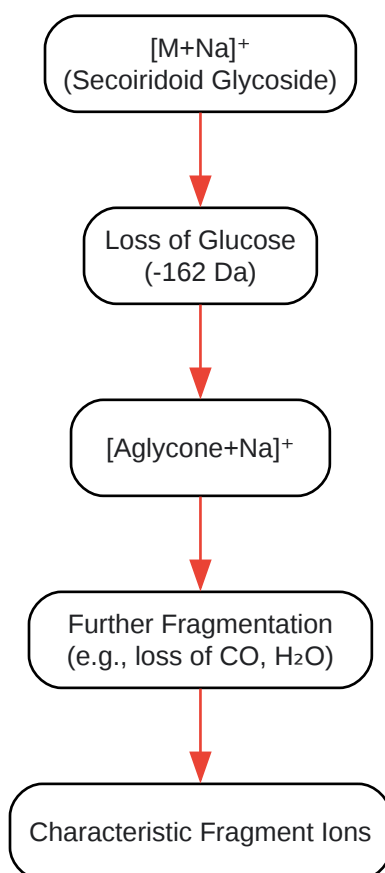 [M+Na]⁺
(Secoiridoid Glycoside)
Loss of Glucose
(-162 Da)
[Aglycone+Na]⁺
Further Fragmentation
(e.g., loss of CO, H₂O)
Characteristic Fragment Ions